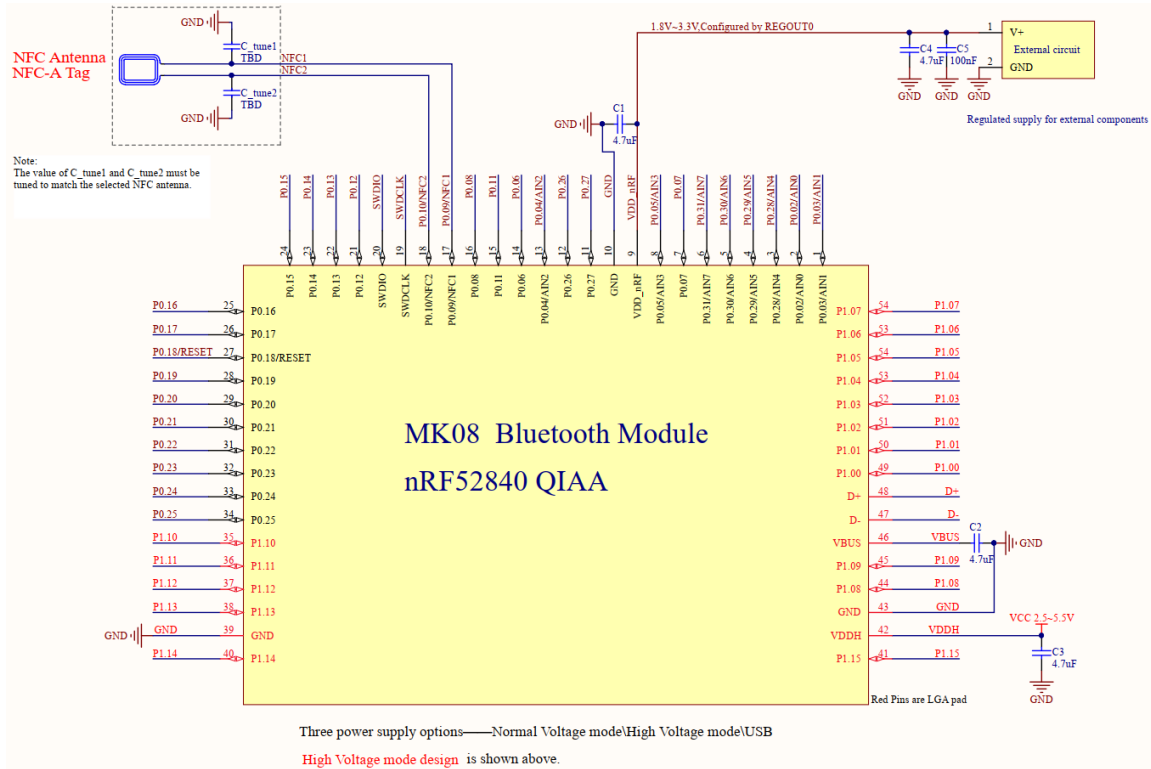 GND
C_tune1
TBD
NFC Antenna
NFC-A Tag
NFC1
NFC2
C_tune2
TBD
GND
Note:
The value of C_tune1 and C_tune2 must be
tuned to match the selected NFC antenna.
1.8V~3.3V,Configured by REGOUT0
C4
4.7uF
C5
100nF
1
V+
External circuit
2
GND
GND
GND
GND
Regulated supply for external components
C1
GND
4.7uF
P0.15
P0.14
P0.13
P0.12
SWDIO
SWDCLK
P0.10/NFC2
P0.09/NFC1
P0.08
P0.11
P0.06
P0.04/AIN2
P0.26
P0.27
GND
VDD_nRF
P0.05/AIN3
P0.07
P0.31/AIN7
P0.30/AIN6
P0.29/AIN5
P0.28/AIN4
P0.02/AIN0
P0.03/AIN1
24
23
22
21
20
19
18
17
16
15
14
13
12
11
10
9
8
7
6
5
4
3
2
1
P0.15
P0.14
P0.13
P0.12
SWDIO
SWDCLK
P0.10/NFC2
P0.09/NFC1
P0.08
P0.11
P0.06
P0.04/AIN2
P0.26
P0.27
GND
VDD_nRF
P0.05/AIN3
P0.07
P0.31/AIN7
P0.30/AIN6
P0.29/AIN5
P0.28/AIN4
P0.02/AIN0
P0.03/AIN1
P0.16 25 P0.16
P0.17 26 P0.17
P0.18/RESET 27 P0.18/RESET
P0.19 28 P0.19
P0.20 29 P0.20
P0.21 30 P0.21
P0.22 31 P0.22
P0.23 32 P0.23
P0.24 33 P0.24
P0.25 34 P0.25
P1.10 35 P1.10
P1.11 36 P1.11
P1.12 37 P1.12
P1.13 38 P1.13
GND GND 39 GND
P1.14 40 P1.14
MK08 Bluetooth Module
nRF52840 QIAA
P1.07 54 P1.07
P1.06 53 P1.06
P1.05 54 P1.05
P1.04 53 P1.04
P1.03 52 P1.03
P1.02 51 P1.02
P1.01 50 P1.01
P1.00 49 P1.00
D+ 48 D+
D- 47 D-
VBUS 46 VBUS
C2
4.7uF
GND
P1.09 45 P1.09
P1.08 44 P1.08
GND 43 GND
VCC 2.5~5.5V
VDDH 42 VDDH
P1.15 41 P1.15
C3
4.7uF
GND
Red Pins are LGA pad
Three power supply options——Normal Voltage mode\High Voltage mode\USB
High Voltage mode design is shown above.